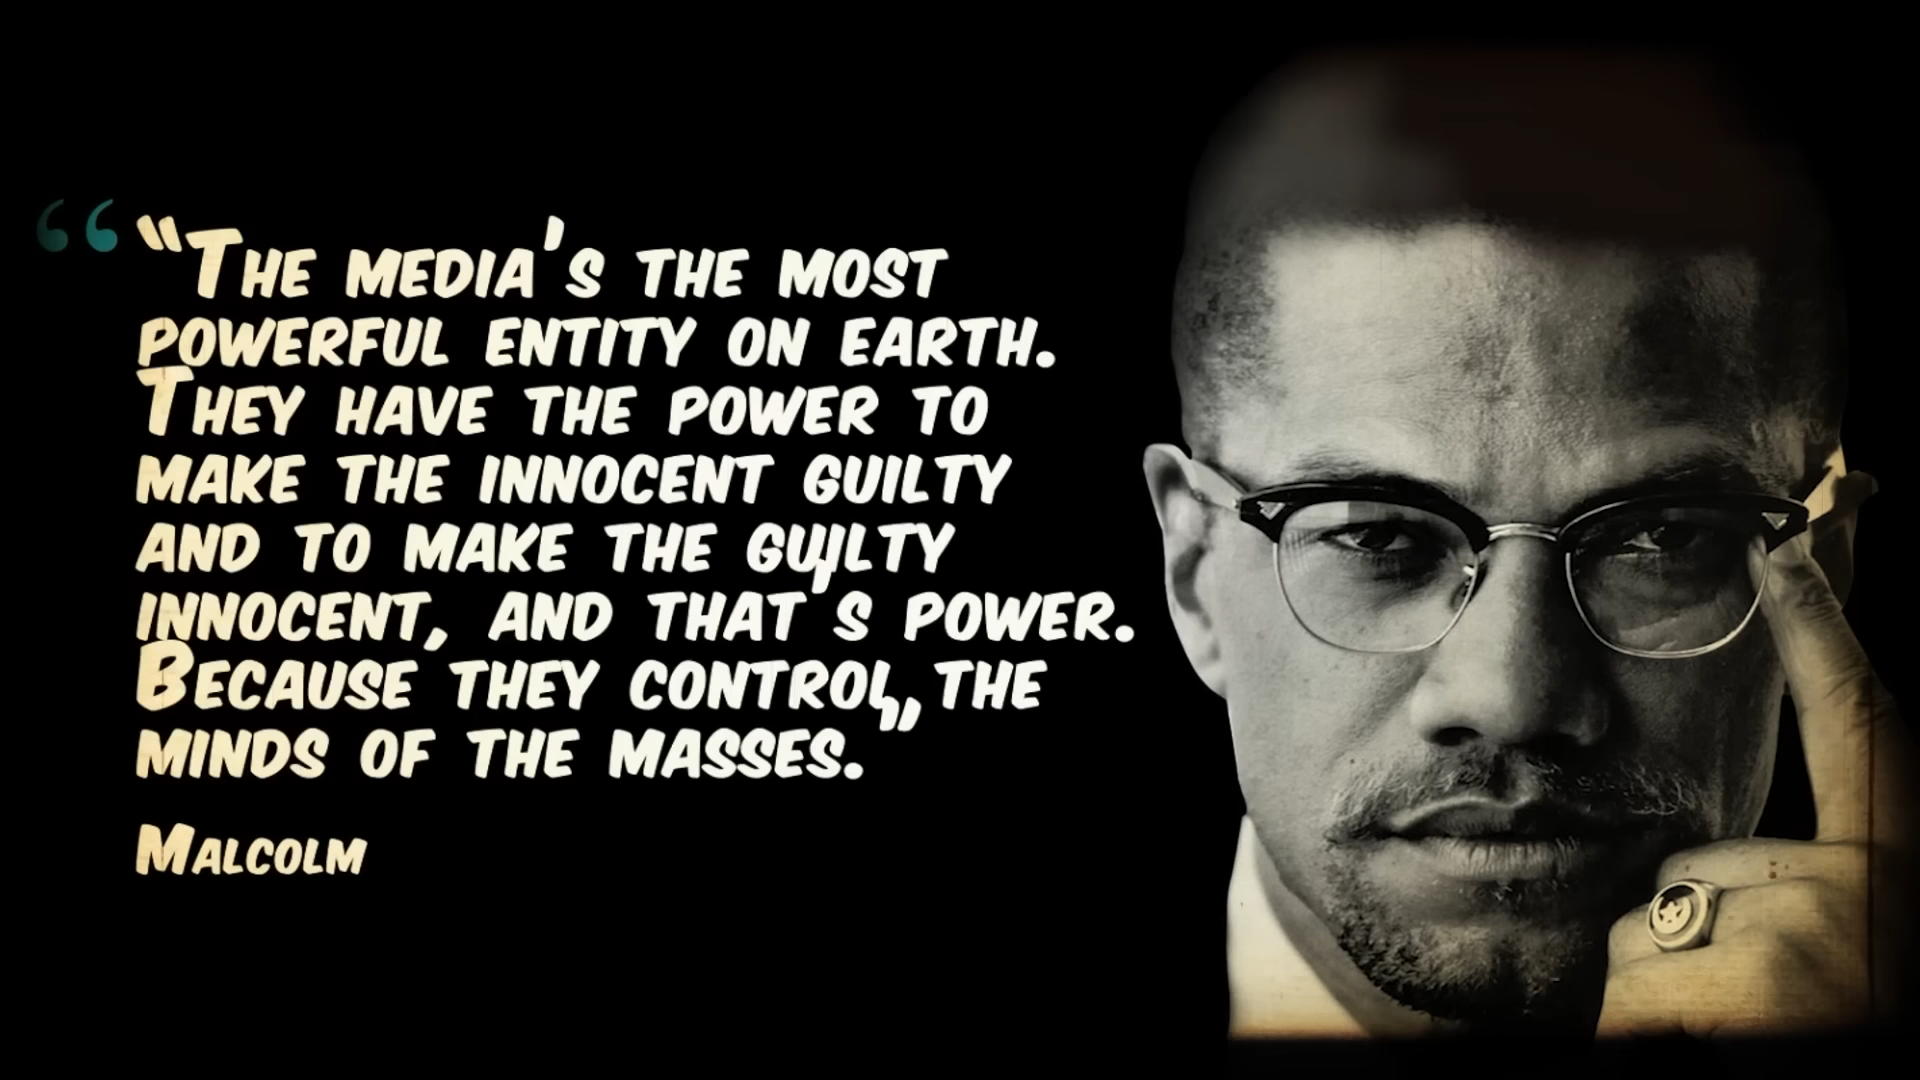 “The media's the most
powerful entity on earth.
They have the power to
make the innocent guilty
and to make the guilty
innocent, and that's power.
Because they control the
minds of the masses.”
Malcolm